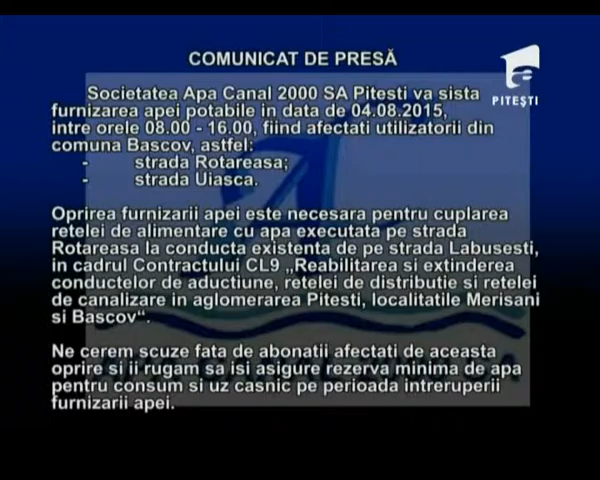 COMUNICAT DE PRESĂ
PITEȘTI
Societatea Apa Canal 2000 SA Pitesti va sista
furnizarea apei potabile in data de 04.08.2015,
intre orele 08.00 - 16.00, fiind afectati utilizatorii din
comuna Bascov, astfel:
- strada Rotareasa;
- strada Uiasca.
Oprirea furnizarii apei este necesara pentru cuplarea
retelei de alimentare cu apa executata pe strada
Rotareasa la conducta existenta de pe strada Labusesti,
in cadrul Contractului CL9 „Reabilitarea si extinderea
conductelor de aductiune, retelei de distributie si retelei
de canalizare in aglomerarea Pitesti, localitatile Merisani
si Bascov“.
Ne cerem scuze fata de abonatii afectati de aceasta
oprire si ii rugam sa isi asigure rezerva minima de apa
pentru consum si uz casnic pe perioada intreruperii
furnizarii apei.